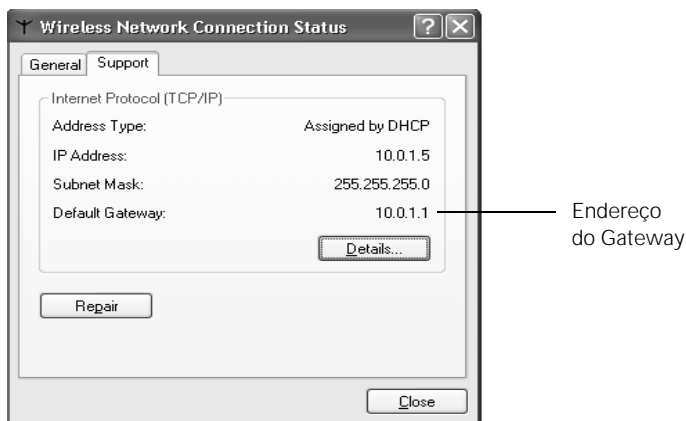 Wireless Network Connection Status
General Support
Internet Protocol (TCP/IP)
Address Type: Assigned by DHCP
IP Address: 10.0.1.5
Subnet Mask: 255.255.255.0
Default Gateway: 10.0.1.1
Endereço
do Gateway
Details...
Repair
Close